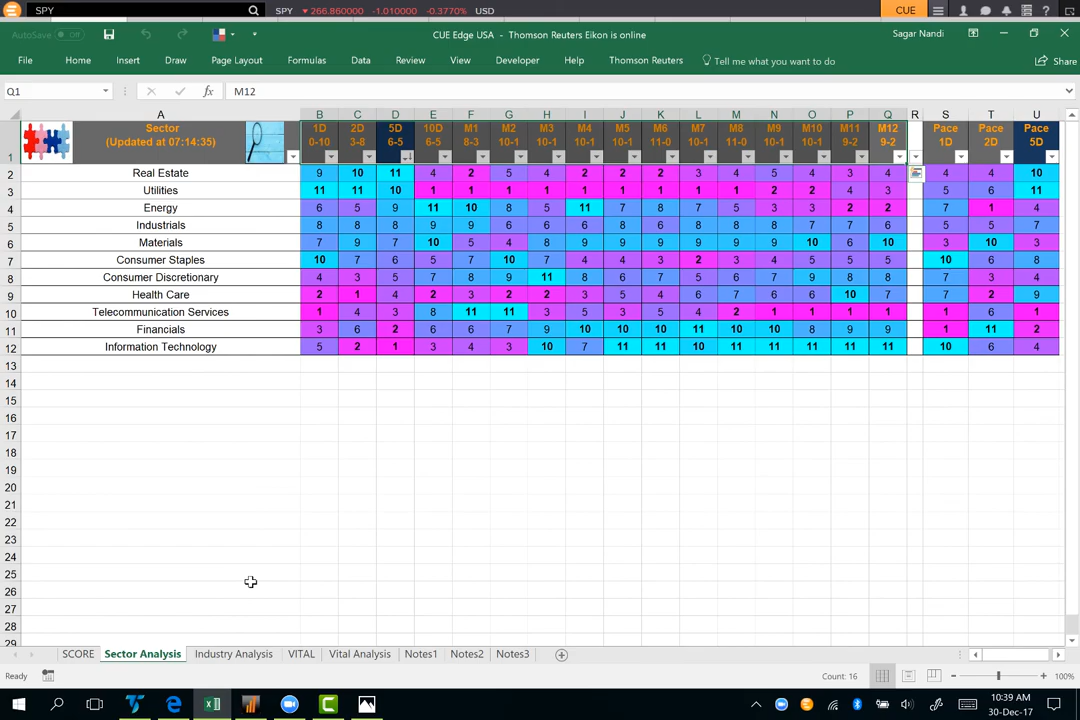 SPY SPY ▼ 266.860000 -1.010000 -0.3770% USD CUE
AutoSave Off CUE Edge USA - Thomson Reuters Eikon is online Sagar Nandi
File Home Insert Draw Page Layout Formulas Data Review View Developer Help Thomson Reuters Tell me what you want to do Share
Q1 fx M12
A B C D E F G H I J K L M N O P Q R S T U
Sector 1D 2D 5D 10D M1 M2 M3 M4 M5 M6 M7 M8 M9 M10 M11 M12 Pace Pace Pace
(Updated at 07:14:35) 0-10 3-8 6-5 6-5 8-3 10-1 10-1 10-1 10-1 11-0 10-1 11-0 10-1 10-1 9-2 9-2 1D 2D 5D
1
2 Real Estate 9 10 11 4 2 5 4 2 2 2 3 4 5 4 3 4 4 4 10
3 Utilities 11 11 10 1 1 1 1 1 1 1 1 1 2 2 4 3 5 6 11
4 Energy 6 5 9 11 10 8 5 11 7 8 7 5 3 3 2 2 7 1 4
5 Industrials 8 8 8 9 9 6 6 6 8 6 8 8 8 7 7 6 5 5 7
6 Materials 7 9 7 10 5 4 8 9 9 9 9 9 9 10 6 10 3 10 3
7 Consumer Staples 10 7 6 5 7 10 7 4 4 3 2 3 4 5 5 5 10 6 8
8 Consumer Discretionary 4 3 5 7 8 9 11 8 6 7 5 6 7 9 8 8 7 3 4
9 Health Care 2 1 4 2 3 2 2 3 5 4 6 7 6 6 10 7 7 2 9
10 Telecommunication Services 1 4 3 8 11 11 3 5 3 5 4 2 1 1 1 1 1 6 1
11 Financials 3 6 2 6 6 7 9 10 10 10 11 10 10 8 9 9 1 11 2
12 Information Technology 5 2 1 3 4 3 10 7 11 11 10 11 11 11 11 11 10 6 4
13
14
15
16
17
18
19
20
21
22
23
24
25
26
27
28
29
SCORE Sector Analysis Industry Analysis VITAL Vital Analysis Notes1 Notes2 Notes3
Ready Count: 16 100%
10:39 AM
30-Dec-17